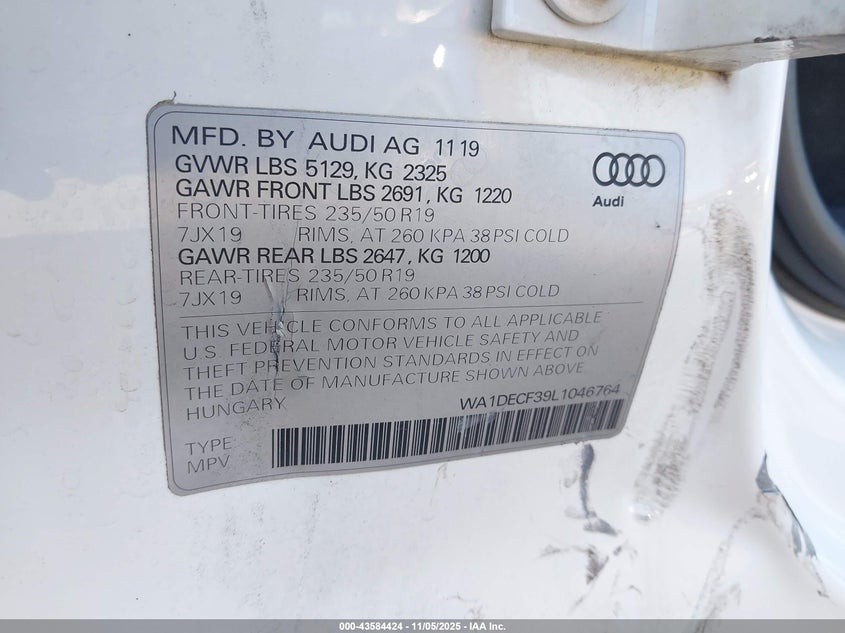 MFD. BY AUDI AG 1119
GVWR LBS 5129, KG 2325
GAWR FRONT LBS 2691, KG 1220
FRONT-TIRES 235/50 R19
7JX19 RIMS, AT 260 KPA 38 PSI COLD
GAWR REAR LBS 2647, KG 1200
REAR-TIRES 235/50 R19
7JX19 RIMS, AT 260 KPA 38 PSI COLD
Audi
THIS VEHICLE CONFORMS TO ALL APPLICABLE
U.S. FEDERAL MOTOR VEHICLE SAFETY AND
THEFT PREVENTION STANDARDS IN EFFECT ON
THE DATE OF MANUFACTURE SHOWN ABOVE
HUNGARY
WA1DECF39L1046764
TYPE
MPV
000-43584424 - 11/05/2025 - IAA Inc.